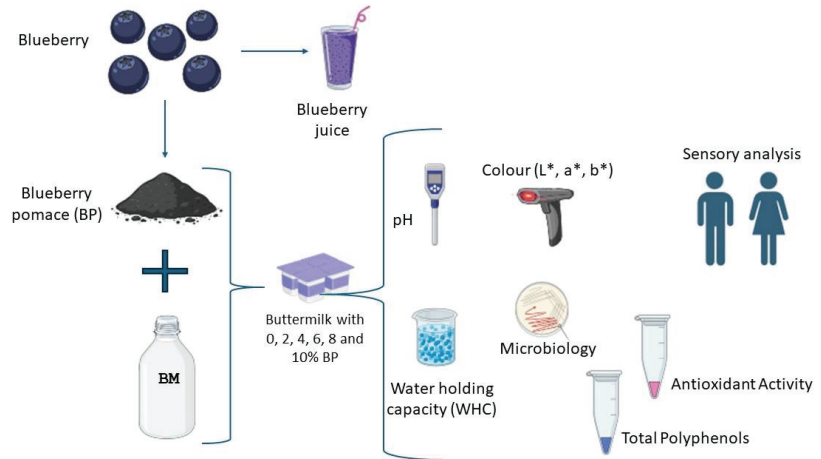 Blueberry
Blueberry
juice
Blueberry
pomace (BP)
BM
Buttermilk with
0, 2, 4, 6, 8 and
10% BP
pH
Colour (L*, a*, b*)
Sensory analysis
Water holding
capacity (WHC)
Microbiology
Antioxidant Activity
Total Polyphenols